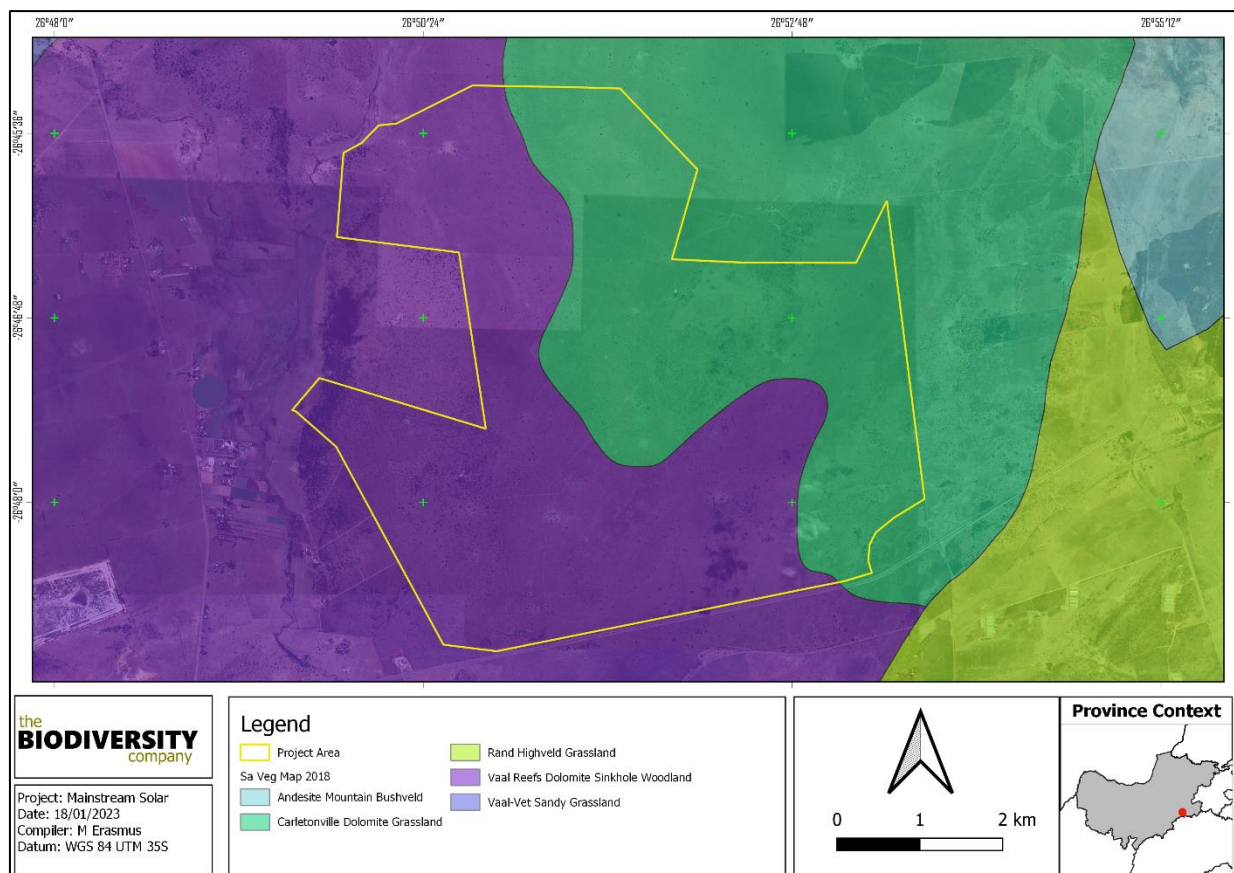 26°48'0"
26°50'24"
26°52'48"
26°55'12"
-26°45'36"
-26°46'48"
-26°48'0"
the
BIODIVERSITY
company
Project: Mainstream Solar
Date: 18/01/2023
Compiler: M Erasmus
Datum: WGS 84 UTM 35S
Legend
Project Area
Sa Veg Map 2018
Andesite Mountain Bushveld
Carletonville Dolomite Grassland
Rand Highveld Grassland
Vaal Reefs Dolomite Sinkhole Woodland
Vaal-Vet Sandy Grassland
0 1 2 km
Province Context